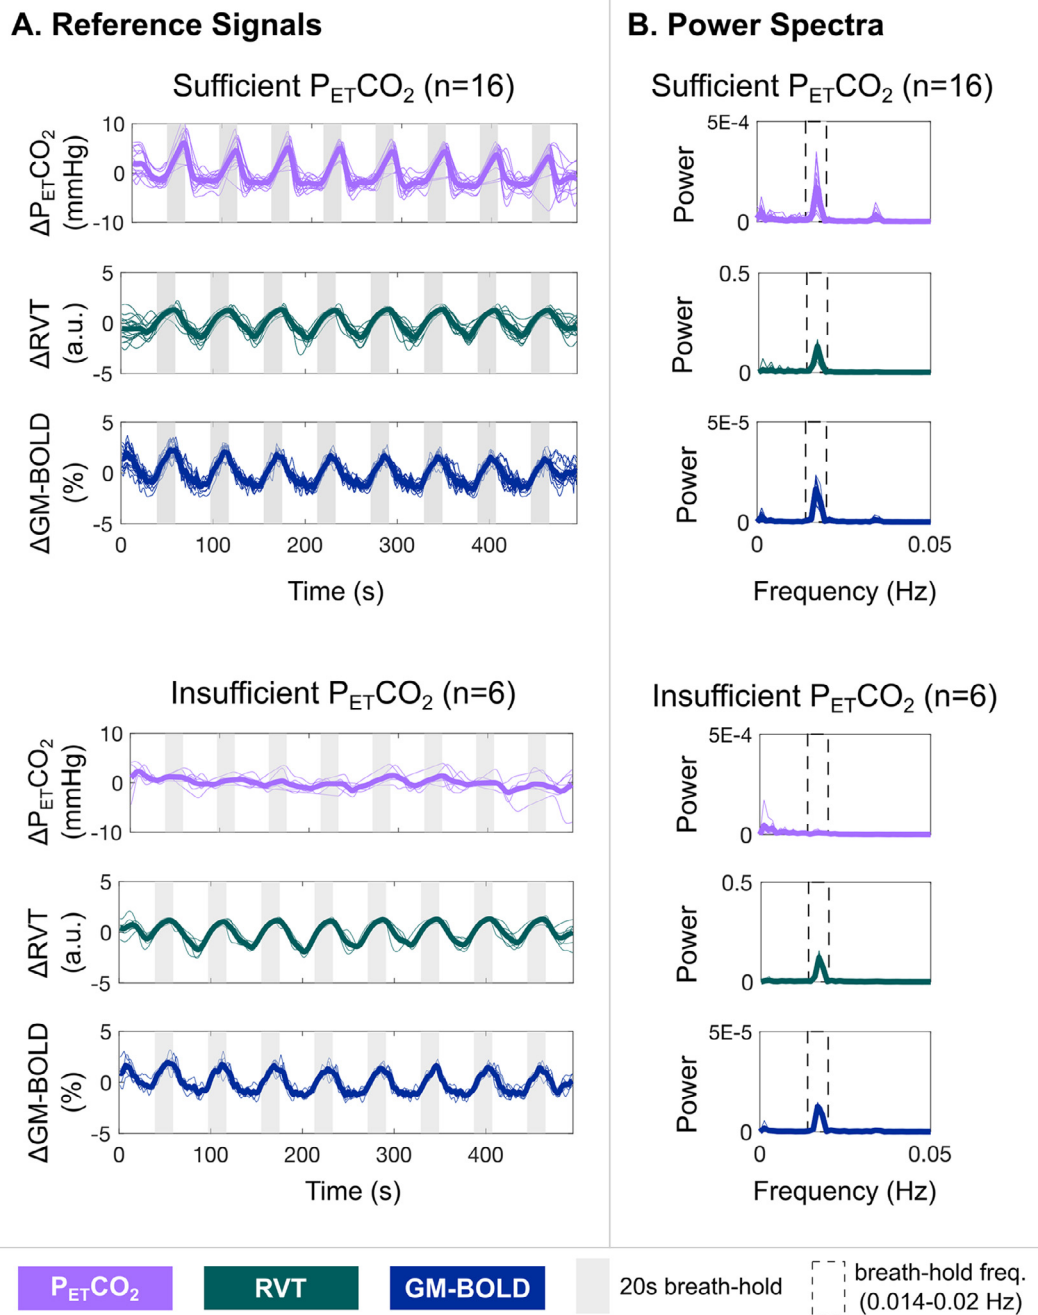 A. Reference Signals
Sufficient PETCO2 (n=16)
ΔPETCO2
(mmHg)
10
0
-10
ΔRVT
(a.u.)
5
0
-5
ΔGM-BOLD
(%)
5
0
-5
0 100 200 300 400
Time (s)
Insufficient PETCO2 (n=6)
ΔPETCO2
(mmHg)
10
0
-10
ΔRVT
(a.u.)
5
0
-5
ΔGM-BOLD
(%)
5
0
-5
0 100 200 300 400
Time (s)
B. Power Spectra
Sufficient PETCO2 (n=16)
Power
5E-4
0
Power
0.5
0
Power
5E-5
0
0 0.05
Frequency (Hz)
Insufficient PETCO2 (n=6)
Power
5E-4
0
Power
0.5
0
Power
5E-5
0
0 0.05
Frequency (Hz)
PETCO2
RVT
GM-BOLD
20s breath-hold
breath-hold freq.
(0.014-0.02 Hz)